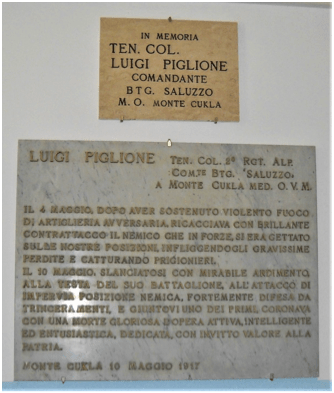 IN MEMORIA
TEN. COL.
LUIGI PIGLIONE
COMANDANTE
BTG. SALUZZO
M.O. MONTE CUKLA
LUIGI PIGLIONE TEN. COL. 2° RGT. ALP.
COM.TE BTG. "SALUZZO"
A MONTE CUKLA MED. O.V.M.
IL 4 MAGGIO, DOPO AVER SOSTENUTO VIOLENTO FUOCO
DI ARTIGLIERIA AVVERSARIA, RICACCIAVA CON BRILLANTE
CONTRATTACCO IL NEMICO CHE IN FORZE, SI ERA GETTATO
SULLE NOSTRE POSIZIONI, INFLIGGENDOGLI GRAVISSIME
PERDITE E CATTURANDO PRIGIONIERI.
IL 10 MAGGIO, SLANCIATOSI CON MIRABILE ARDIMENTO,
ALLA TESTA DEL SUO BATTAGLIONE, ALL'ATTACCO DI
IMPERVIA POSIZIONE NEMICA, FORTEMENTE DIFESA DA
TRINCERAMENTI, E GIUNTOVI UNO DEI PRIMI, CORONAVA
CON UNA MORTE GLORIOSA L'OPERA ATTIVA, INTELLIGENTE
ED ENTUSIASTICA, DEDICATA, CON INVITTO VALORE ALLA
PATRIA.
MONTE CUKLA 10 MAGGIO 1917